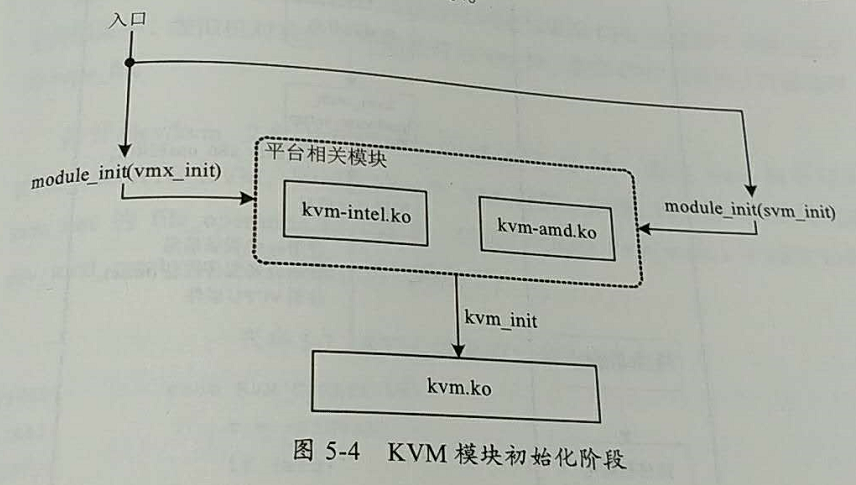 入口
平台相关模块
module_init(vmx_init)
kvm-intel.ko
kvm-amd.ko
module_init(svm_init)
kvm_init
kvm.ko
图 5-4 KVM 模块初始化阶段